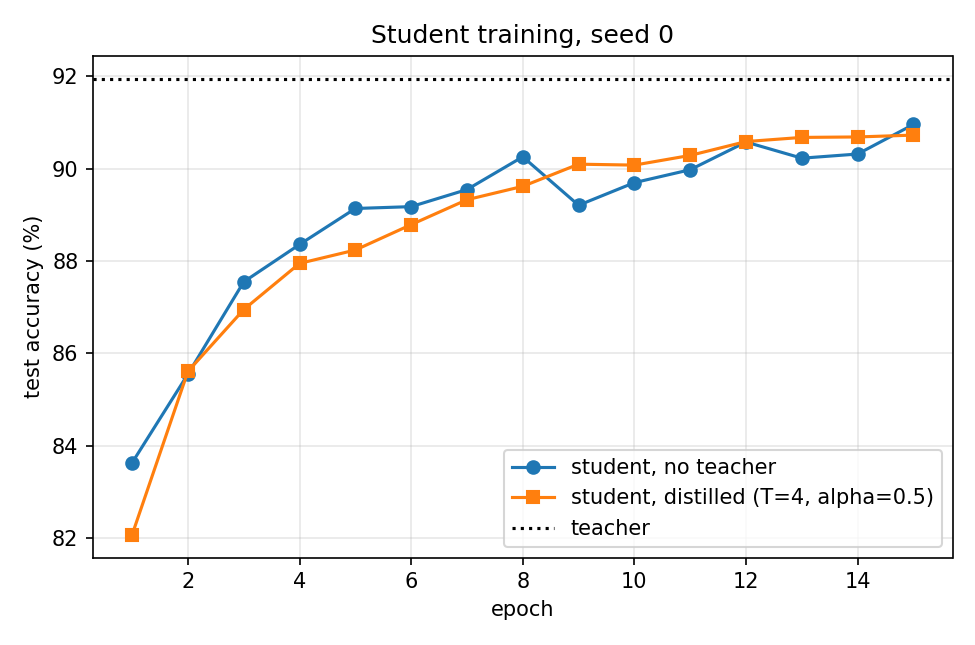 Student training, seed 0
test accuracy (%)
92
90
88
86
84
82
student, no teacher
student, distilled (T=4, alpha=0.5)
teacher
2 4 6 8 10 12 14
epoch